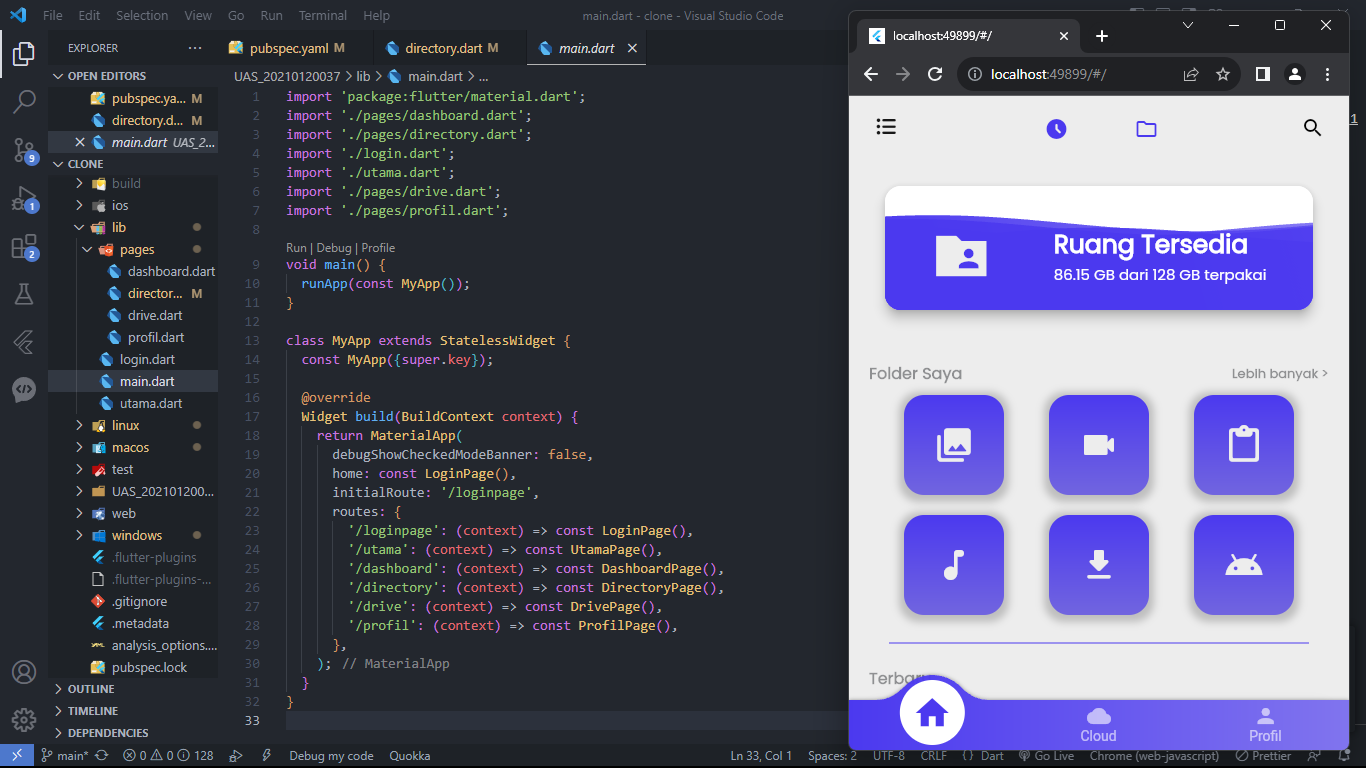 File Edit Selection View Go Run Terminal Help
main.dart - clone - Visual Studio Code
EXPLORER
OPEN EDITORS
pubspec.ya... M
directory.d... M
main.dart UAS_2...
CLONE
build
ios
lib
pages
dashboard.dart
director... M
drive.dart
profil.dart
login.dart
main.dart
utama.dart
linux
macos
test
UAS_202101200...
web
windows
.flutter-plugins
.flutter-plugins-...
.gitignore
.metadata
analysis_options....
pubspec.lock
OUTLINE
TIMELINE
DEPENDENCIES
9
1
2
pubspec.yaml M
directory.dart M
main.dart
UAS_20210120037 > lib > main.dart > ...
1 import 'package:flutter/material.dart';
2 import './pages/dashboard.dart';
3 import './pages/directory.dart';
4 import './login.dart';
5 import './utama.dart';
6 import './pages/drive.dart';
7 import './pages/profil.dart';
8
Run | Debug | Profile
9 void main() {
10 runApp(const MyApp());
11 }
12
13 class MyApp extends StatelessWidget {
14 const MyApp({super.key});
15
16 @override
17 Widget build(BuildContext context) {
18 return MaterialApp(
19 debugShowCheckedModeBanner: false,
20 home: const LoginPage(),
21 initialRoute: '/loginpage',
22 routes: {
23 '/loginpage': (context) => const LoginPage(),
24 '/utama': (context) => const UtamaPage(),
25 '/dashboard': (context) => const DashboardPage(),
26 '/directory': (context) => const DirectoryPage(),
27 '/drive': (context) => const DrivePage(),
28 '/profil': (context) => const ProfilPage(),
29 },
30 ); // MaterialApp
31 }
32 }
33
main* 0 0 128 Debug my code Quokka Ln 33, Col 1 Spaces: 2 UTF-8 CRLF { } Dart Go Live Chrome (web-javascript) Prettier
localhost:49899/#/
localhost:49899/#/
1
Ruang Tersedia
86.15 GB dari 128 GB terpakai
Folder Saya
Lebih banyak >
Cloud
Profil